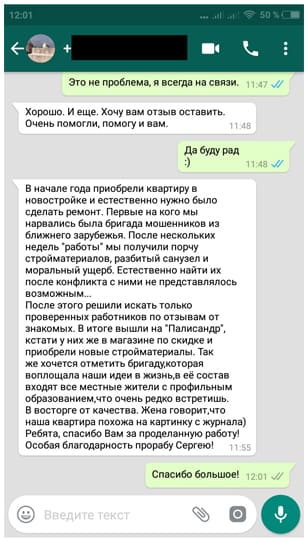 12:01
50 %
+
Это не проблема, я всегда на связи. 11:47
Хорошо. И еще. Хочу вам отзыв оставить.
Очень помогли, помогу и вам.
11:48
Да буду рад
:) 11:48
В начале года приобрели квартиру в
новостройке и естественно нужно было
сделать ремонт. Первые на кого мы
нарвались была бригада мошенников из
ближнего зарубежья. После нескольких
недель "работы" мы получили порчу
стройматериалов, разбитый санузел и
моральный ущерб. Естественно найти их
после конфликта с ними не представлялось
возможным...
После этого решили искать только
проверенных работников по отзывам от
знакомых. В итоге вышли на "Палисандр",
кстати у них же в магазине по скидке и
приобрели новые стройматериалы. Так
же хочется отметить бригаду,которая
воплощала наши идеи в жизнь,в её состав
входят все местные жители с профильным
образованием,что очень редко встретишь.
В восторге от качества. Жена говорит,что
наша квартира похожа на картинку с журнала)
Ребята, спасибо Вам за проделанную работу!
Особая благодарность прорабу Сергею!
11:55
Спасибо большое! 12:01
Введите текст